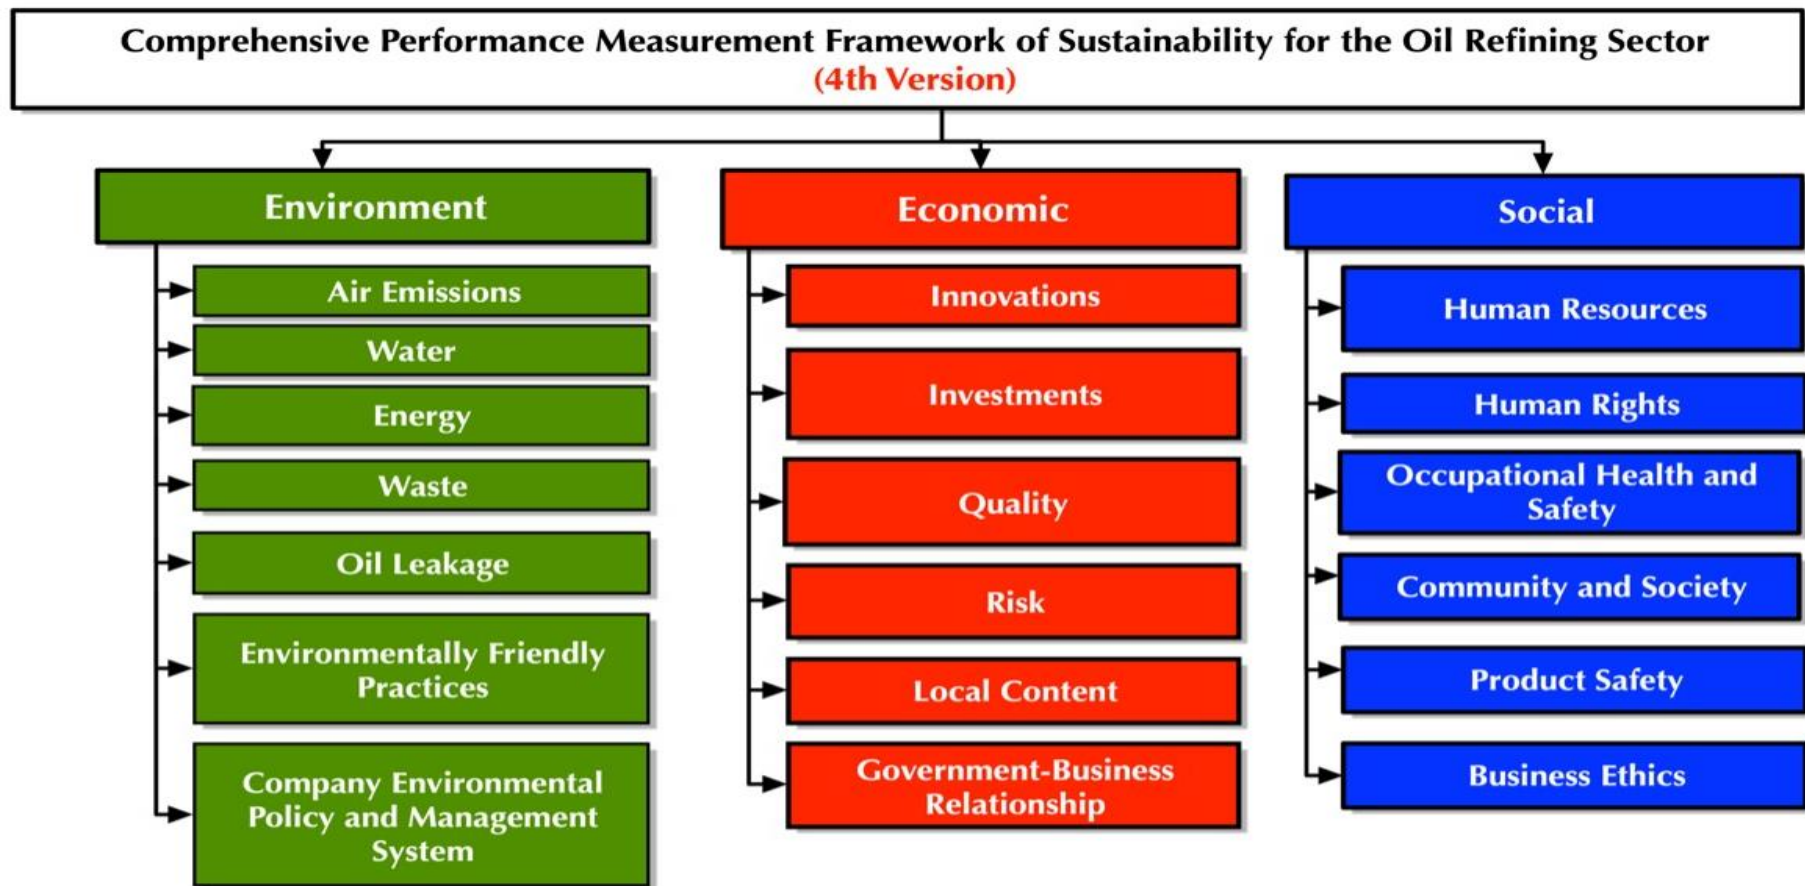 Comprehensive Performance Measurement Framework of Sustainability for the Oil Refining Sector
(4th Version)
Environment
Air Emissions
Water
Energy
Waste
Oil Leakage
Environmentally Friendly
Practices
Company Environmental
Policy and Management
System
Economic
Innovations
Investments
Quality
Risk
Local Content
Government-Business
Relationship
Social
Human Resources
Human Rights
Occupational Health and
Safety
Community and Society
Product Safety
Business Ethics